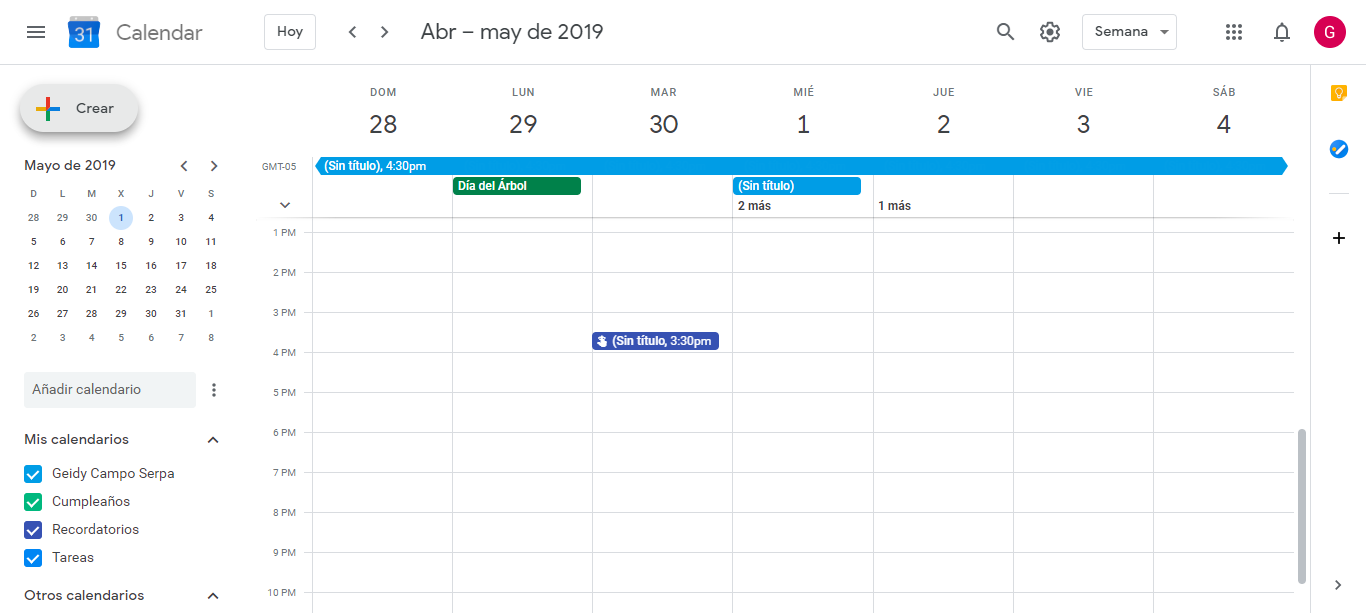 31 Calendar Hoy Abr – may de 2019 Semana G
Crear
Mayo de 2019
D L M X J V S
28 29 30 1 2 3 4
5 6 7 8 9 10 11
12 13 14 15 16 17 18
19 20 21 22 23 24 25
26 27 28 29 30 31 1
2 3 4 5 6 7 8
Añadir calendario
Mis calendarios
Geidy Campo Serpa
Cumpleaños
Recordatorios
Tareas
Otros calendarios
DOM LUN MAR MIÉ JUE VIE SÁB
28 29 30 1 2 3 4
GMT-05 (Sin título), 4:30pm
Día del Árbol (Sin título)
2 más 1 más
1 PM
2 PM
3 PM
(Sin título, 3:30pm
4 PM
5 PM
6 PM
7 PM
8 PM
9 PM
10 PM